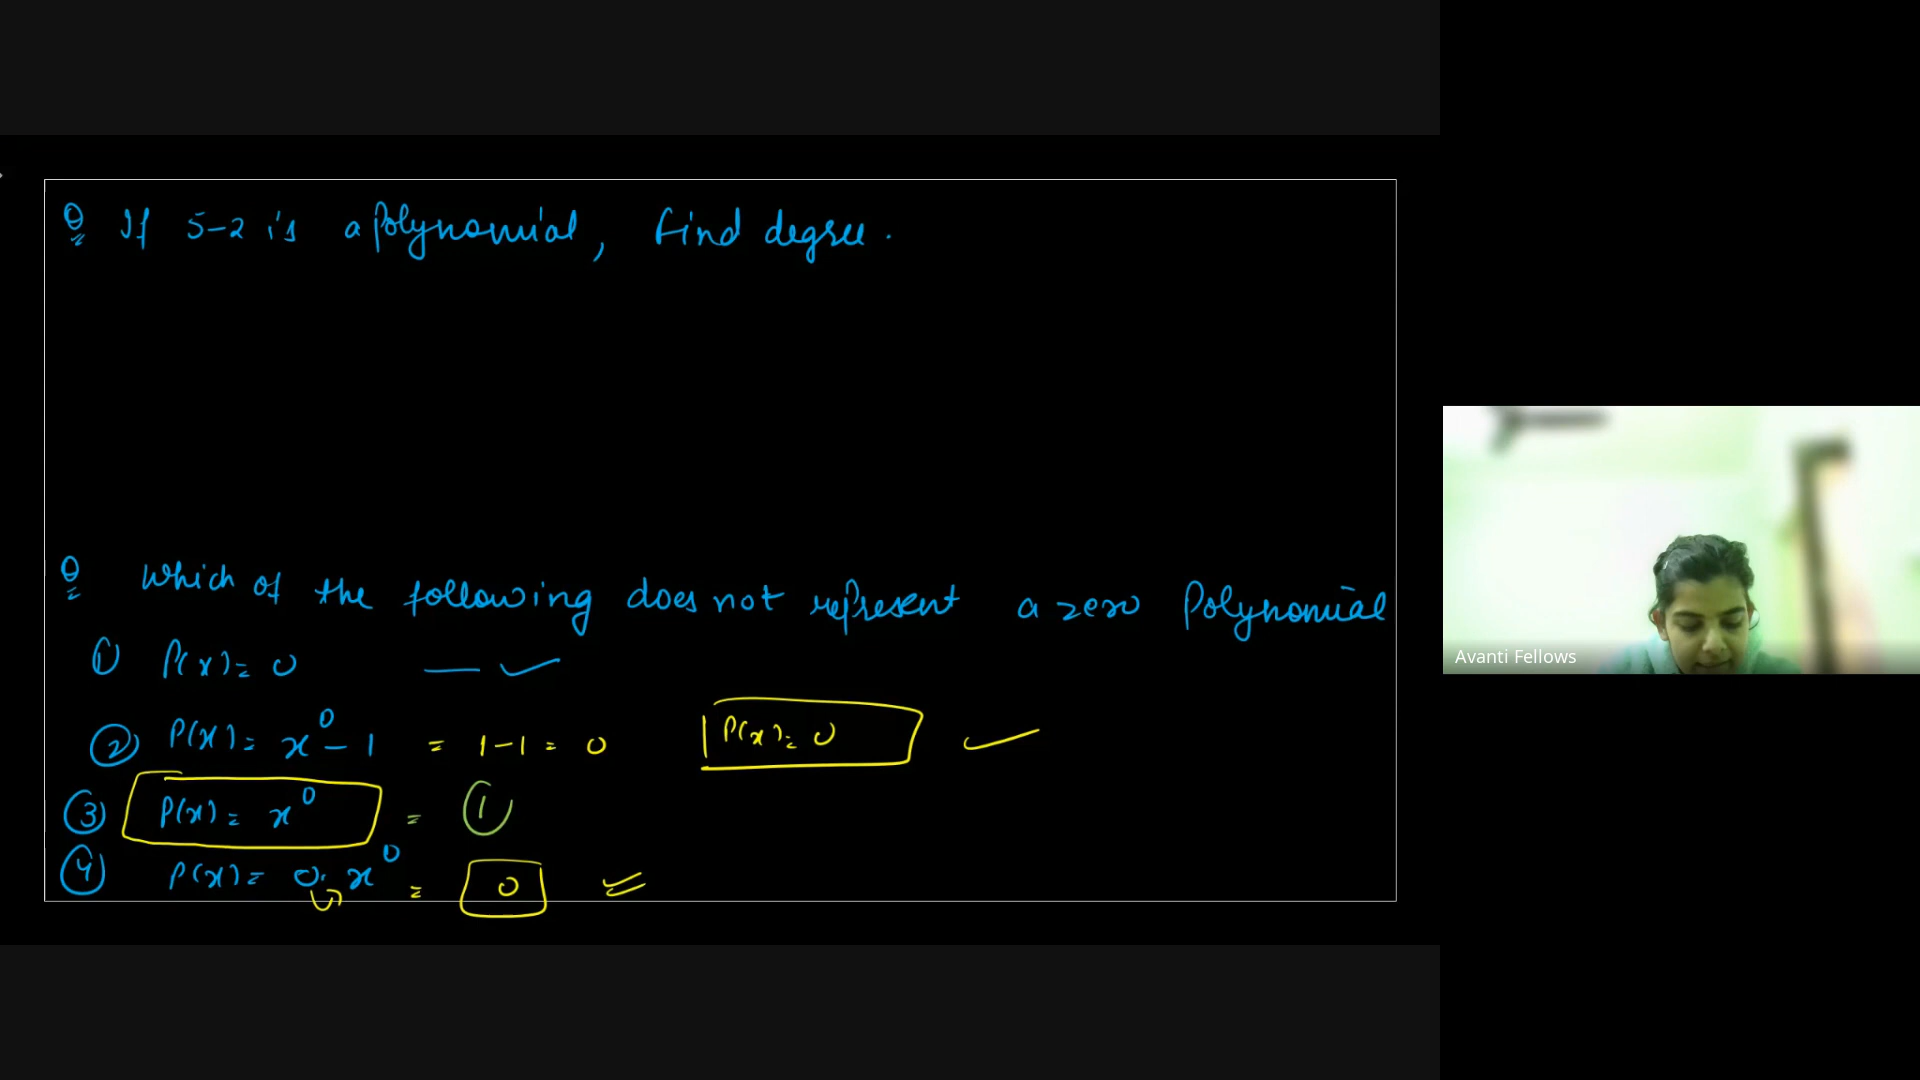 Q If 5-2 is a Polynomial, find degree.
Q Which of the following does not represent a zero Polynomial
① P(x) = 0 — ✓
② P(x) = x⁰ - 1 = 1-1 = 0 P(x) = 0 ✓
③ P(x) = x⁰ = 1
④ P(x) = 0. x⁰ = 0 ✓
Avanti Fellows